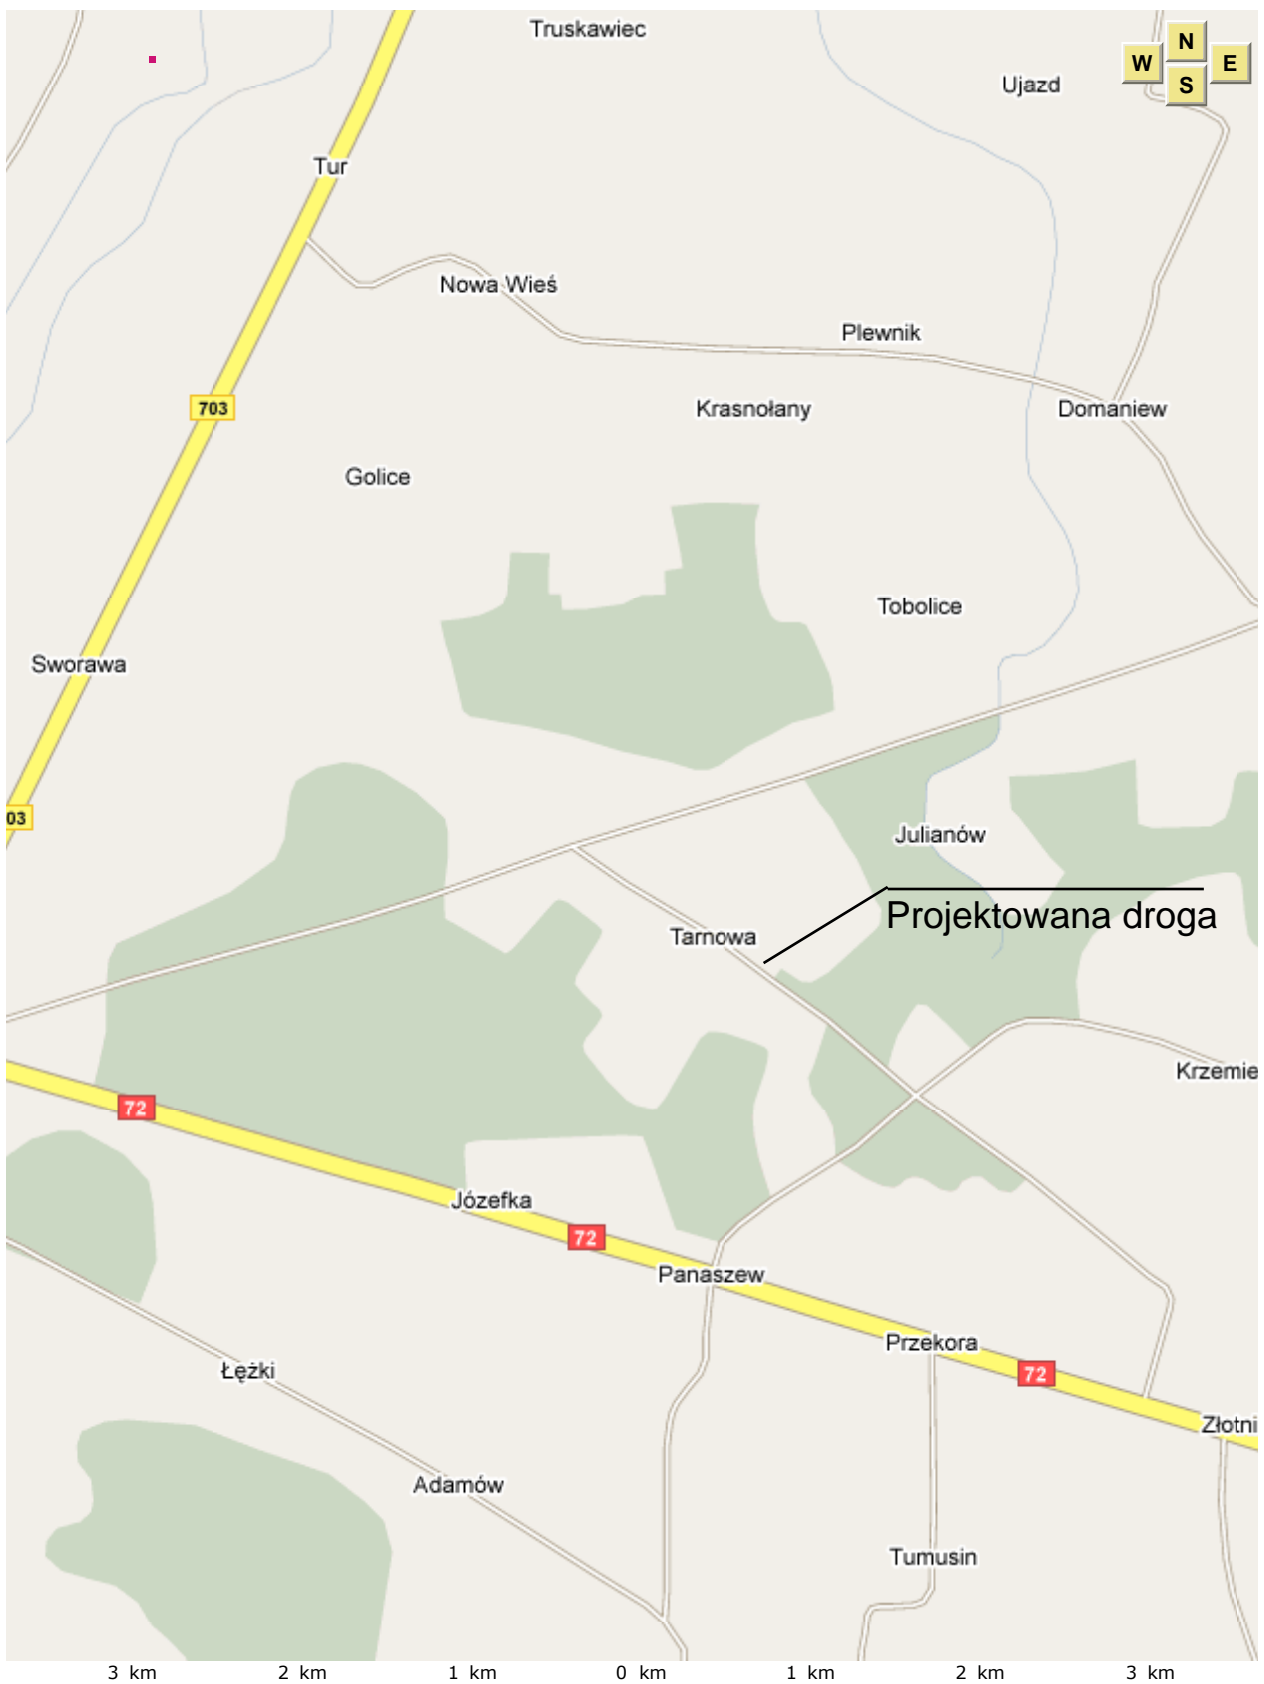 Truskawiec
N
W
E
S
Ujazd
Tur
Nowa Wieś
Plewnik
703
Krasnołany
Domaniew
Golice
Tobolice
Sworawa
03
Julianów
Projektowana droga
Tarnowa
Krzemie
72
Józefka
72
Panaszew
Przekora
Łężki
72
Złotni
Adamów
Tumusin
3 km 2 km 1 km 0 km 1 km 2 km 3 km